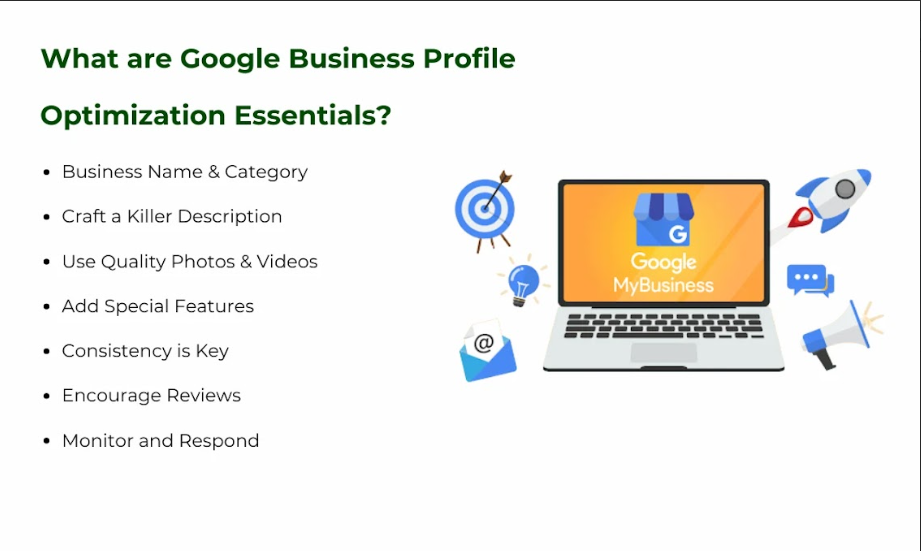 What are Google Business Profile
Optimization Essentials?
Business Name & Category
Craft a Killer Description
Use Quality Photos & Videos
Add Special Features
Consistency is Key
Encourage Reviews
Monitor and Respond
G
Google
MyBusiness
@